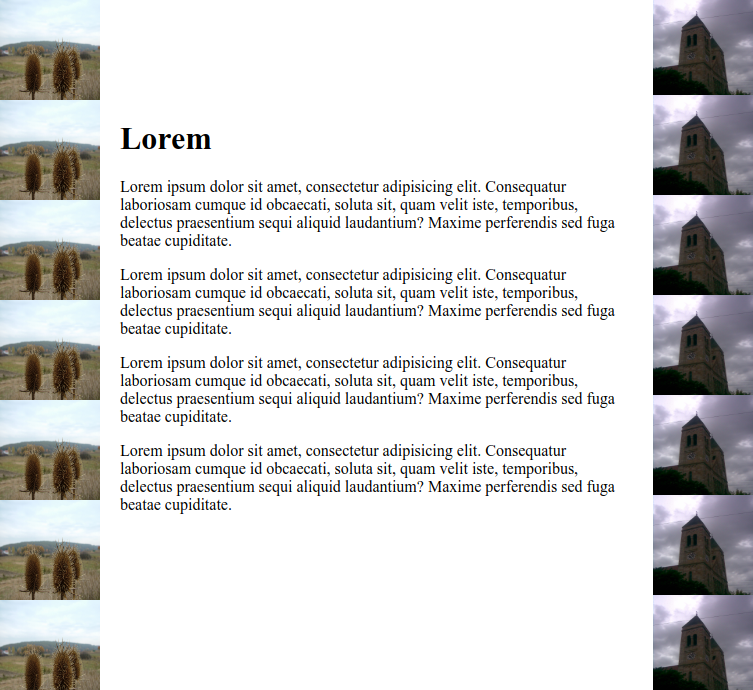 Lorem
Lorem ipsum dolor sit amet, consectetur adipisicing elit. Consequatur
laboriosam cumque id obcaecati, soluta sit, quam velit iste, temporibus,
delectus praesentium sequi aliquid laudantium? Maxime perferendis sed fuga
beatae cupiditate.
Lorem ipsum dolor sit amet, consectetur adipisicing elit. Consequatur
laboriosam cumque id obcaecati, soluta sit, quam velit iste, temporibus,
delectus praesentium sequi aliquid laudantium? Maxime perferendis sed fuga
beatae cupiditate.
Lorem ipsum dolor sit amet, consectetur adipisicing elit. Consequatur
laboriosam cumque id obcaecati, soluta sit, quam velit iste, temporibus,
delectus praesentium sequi aliquid laudantium? Maxime perferendis sed fuga
beatae cupiditate.
Lorem ipsum dolor sit amet, consectetur adipisicing elit. Consequatur
laboriosam cumque id obcaecati, soluta sit, quam velit iste, temporibus,
delectus praesentium sequi aliquid laudantium? Maxime perferendis sed fuga
beatae cupiditate.